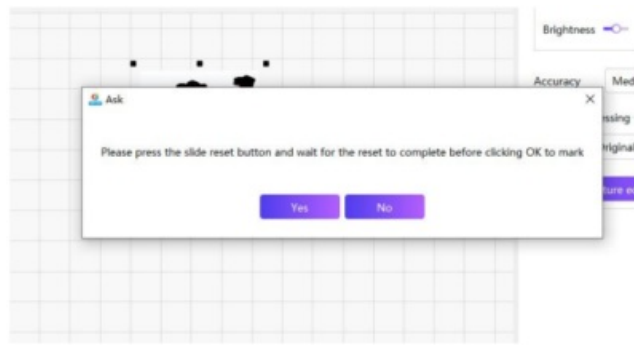 Brightness
Accuracy
Med
Ask
Please press the slide reset button and wait for the reset to complete before clicking OK to mark
Yes
No